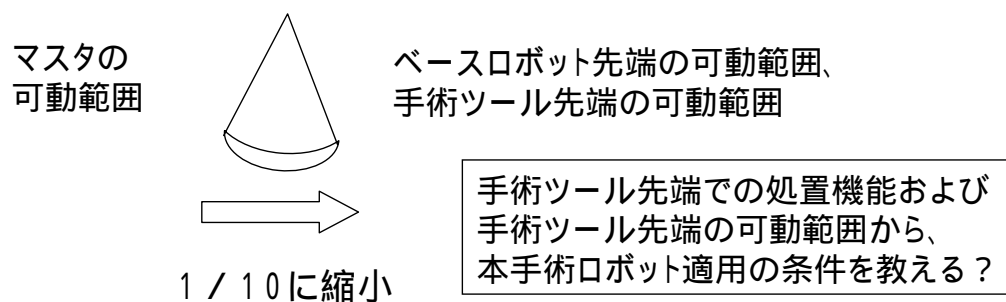 マスタの
可動範囲
ベースロボット先端の可動範囲、
手術ツール先端の可動範囲
手術ツール先端での処置機能および
手術ツール先端の可動範囲から、
本手術ロボット適用の条件を教える?
1/10に縮小